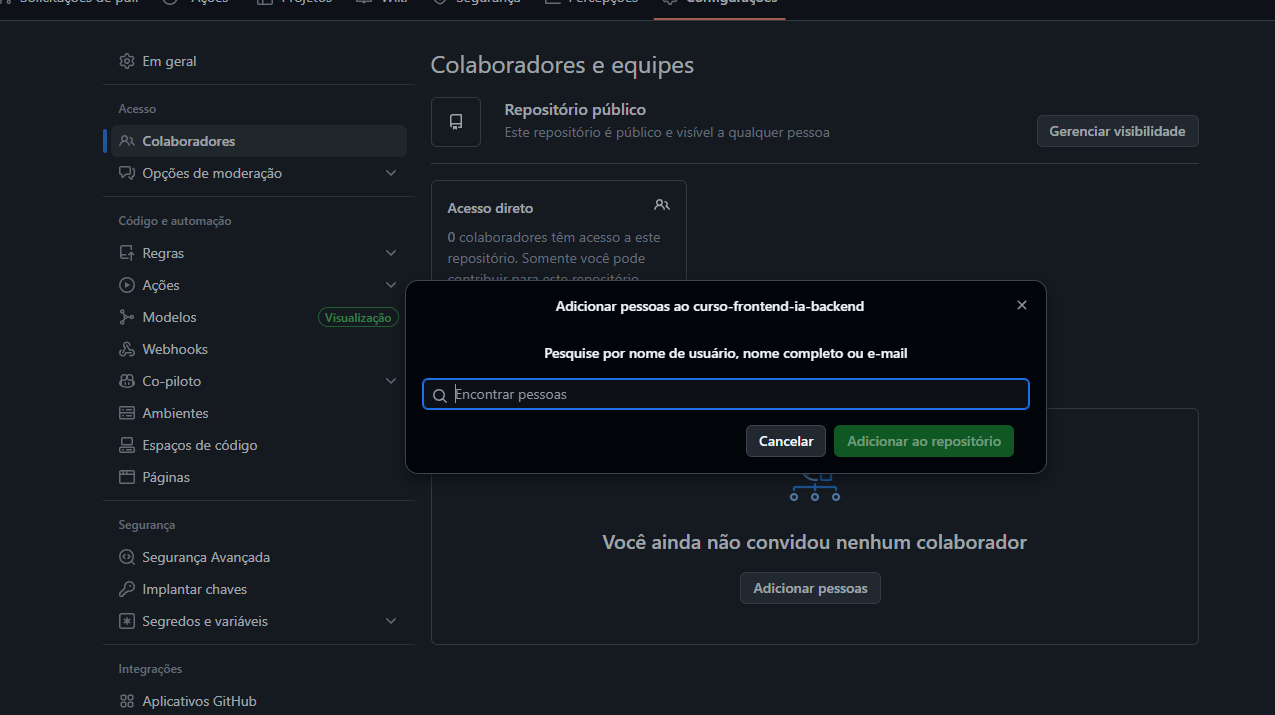 Solicitações de pull
Ações
Projetos
Wiki
Segurança
Percepções
Configurações
Em geral
Acesso
Colaboradores
Opções de moderação
Código e automação
Regras
Ações
Modelos
Visualização
Webhooks
Co-piloto
Ambientes
Espaços de código
Páginas
Segurança
Segurança Avançada
Implantar chaves
Segredos e variáveis
Integrações
Aplicativos GitHub
Colaboradores e equipes
Repositório público
Este repositório é público e visível a qualquer pessoa
Gerenciar visibilidade
Acesso direto
0 colaboradores têm acesso a este
repositório. Somente você pode
contribuir para este repositório
Adicionar pessoas ao curso-frontend-ia-backend
Pesquise por nome de usuário, nome completo ou e-mail
Encontrar pessoas
Cancelar
Adicionar ao repositório
Você ainda não convidou nenhum colaborador
Adicionar pessoas